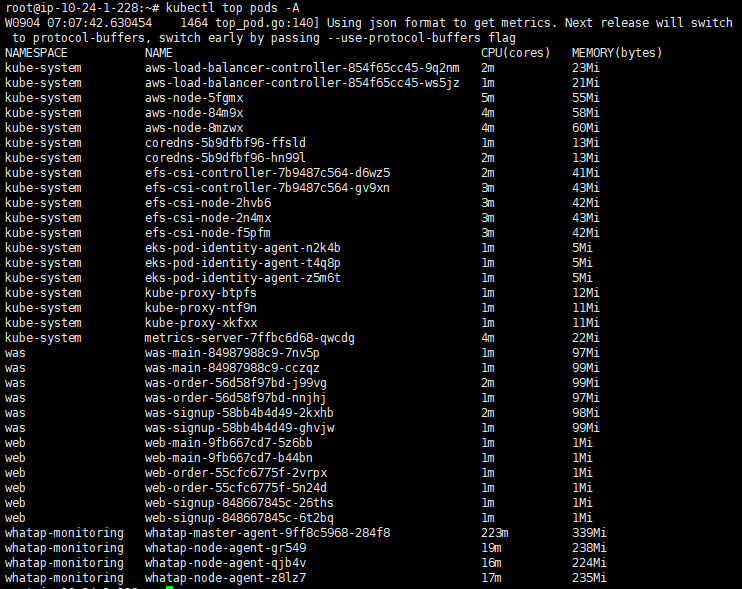 root@ip-10-24-1-228:~# kubectl top pods -A
W0904 07:07:42.630454    1464 top_pod.go:140] Using json format to get metrics. Next release will switch
 to protocol-buffers, switch early by passing --use-protocol-buffers flag
NAMESPACE           NAME                                            CPU(cores)   MEMORY(bytes)
kube-system         aws-load-balancer-controller-854f65cc45-9q2nm   2m           23Mi
kube-system         aws-load-balancer-controller-854f65cc45-ws5jz   1m           21Mi
kube-system         aws-node-5fgmx                                  5m           55Mi
kube-system         aws-node-84m9x                                  4m           58Mi
kube-system         aws-node-8mzwx                                  4m           60Mi
kube-system         coredns-5b9dfbf96-ffsld                         1m           13Mi
kube-system         coredns-5b9dfbf96-hn99l                         2m           13Mi
kube-system         efs-csi-controller-7b9487c564-d6wz5             2m           41Mi
kube-system         efs-csi-controller-7b9487c564-gv9xn             3m           43Mi
kube-system         efs-csi-node-2hvb6                              3m           42Mi
kube-system         efs-csi-node-2n4mx                              3m           43Mi
kube-system         efs-csi-node-f5pfm                              3m           42Mi
kube-system         eks-pod-identity-agent-n2k4b                    1m           5Mi
kube-system         eks-pod-identity-agent-t4q8p                    1m           5Mi
kube-system         eks-pod-identity-agent-z5m6t                    1m           5Mi
kube-system         kube-proxy-btpfs                                1m           12Mi
kube-system         kube-proxy-ntf9n                                1m           11Mi
kube-system         kube-proxy-xkfxx                                1m           11Mi
kube-system         metrics-server-7ffbc6d68-qwcdg                  4m           22Mi
was                 was-main-84987988c9-7nv5p                       1m           97Mi
was                 was-main-84987988c9-cczqz                       1m           99Mi
was                 was-order-56d58f97bd-j99vg                      2m           99Mi
was                 was-order-56d58f97bd-nnjhj                      1m           97Mi
was                 was-signup-58bb4b4d49-2kxhb                     2m           98Mi
was                 was-signup-58bb4b4d49-ghvjw                     1m           99Mi
web                 web-main-9fb667cd7-5z6bb                        1m           1Mi
web                 web-main-9fb667cd7-b44bn                        1m           1Mi
web                 web-order-55cfc6775f-2vrpx                      1m           1Mi
web                 web-order-55cfc6775f-5n24d                      1m           1Mi
web                 web-signup-848667845c-26ths                     1m           1Mi
web                 web-signup-848667845c-6t2bq                     1m           1Mi
whatap-monitoring   whatap-master-agent-9ff8c5968-284f8             223m         339Mi
whatap-monitoring   whatap-node-agent-gr549                         19m          238Mi
whatap-monitoring   whatap-node-agent-qjb4v                         16m          224Mi
whatap-monitoring   whatap-node-agent-z8lz7                         17m          235Mi